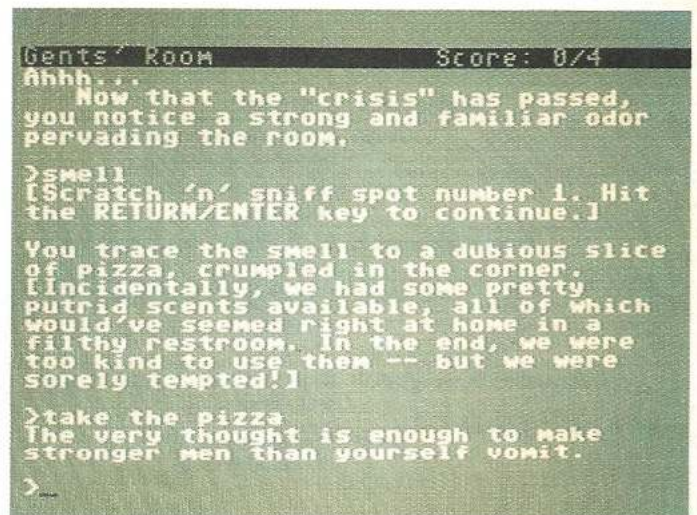 Gents' Room Score: 0/4
Ahhh...
Now that the "crisis" has passed,
you notice a strong and familiar odor
pervading the room.
>smell
[Scratch 'n' sniff spot number 1. Hit
the RETURN/ENTER key to continue.]
You trace the smell to a dubious slice
of pizza, crumpled in the corner.
[Incidentally, we had some pretty
putrid scents available, all of which
would've seemed right at home in a
filthy restroom. In the end, we were
too kind to use them -- but we were
sorely tempted!]
>take the pizza
The very thought is enough to make
stronger men than yourself vomit.
>